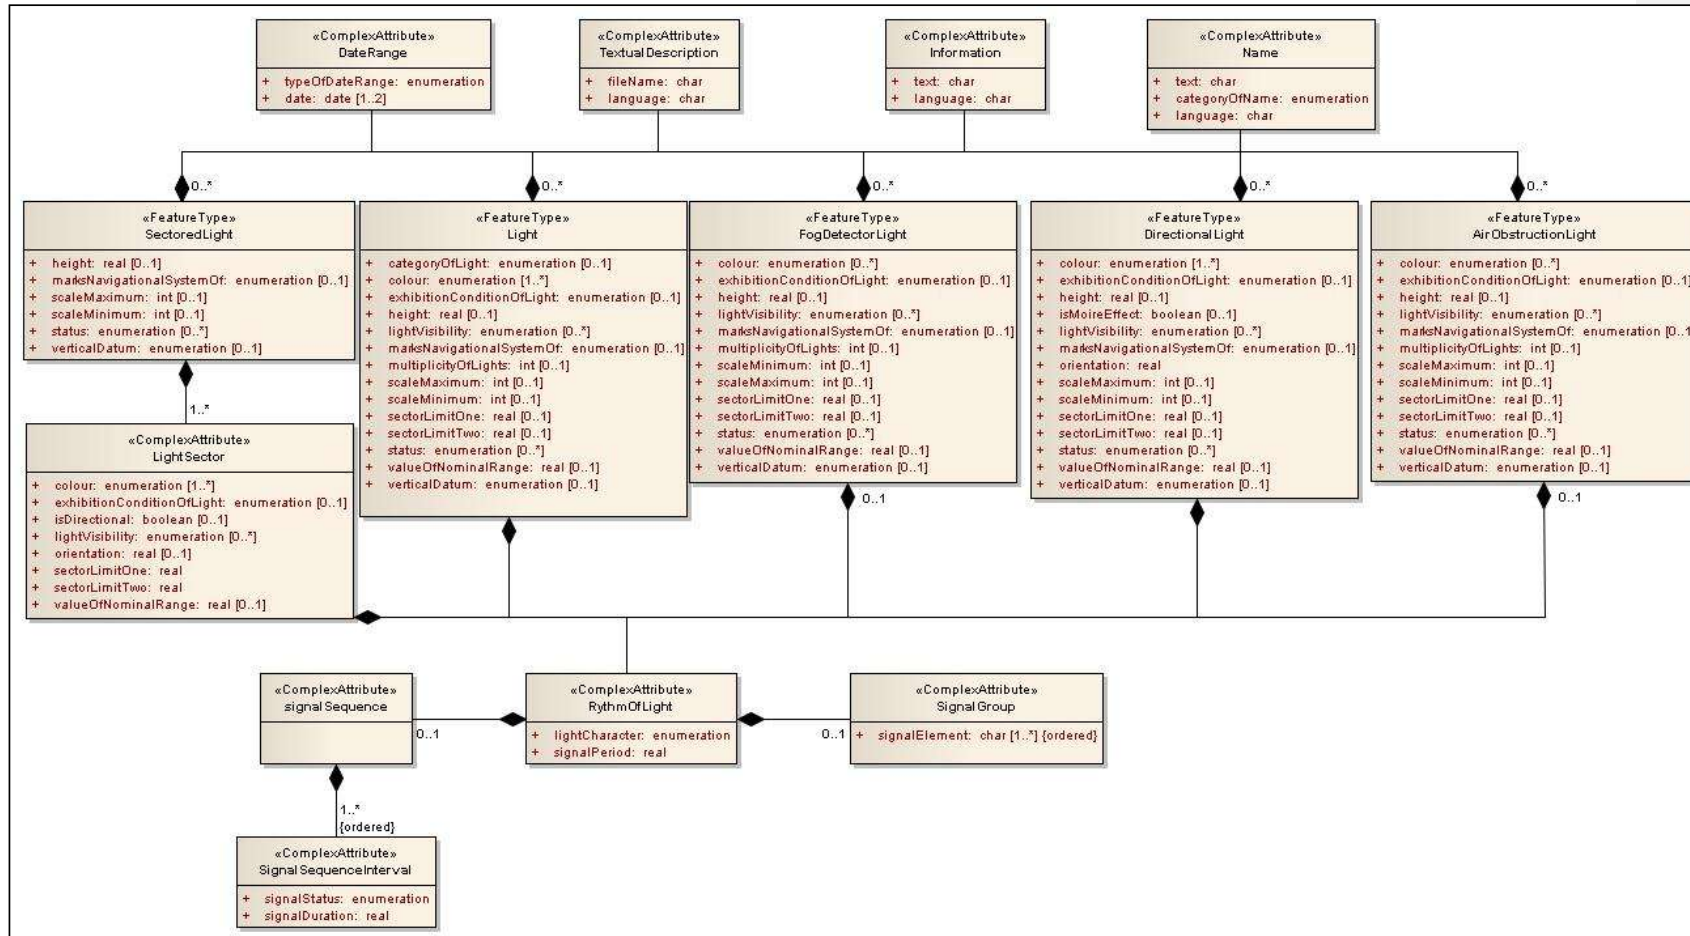 «ComplexAttribute»
DateRange
+ typeOfDateRange: enumeration
+ date: date [1..2]
«ComplexAttribute»
TextualDescription
+ fileName: char
+ language: char
«ComplexAttribute»
Information
+ text: char
+ language: char
«ComplexAttribute»
Name
+ text: char
+ categoryOfName: enumeration
+ language: char
0..*
0..*
0..*
0..*
0..*
«FeatureType»
SectoredLight
+ height: real [0..1]
+ marksNavigationalSystemOf: enumeration [0..1]
+ scaleMaximum: int [0..1]
+ scaleMinimum: int [0..1]
+ status: enumeration [0..*]
+ verticalDatum: enumeration [0..1]
«FeatureType»
Light
+ categoryOfLight: enumeration [0..1]
+ colour: enumeration [1..*]
+ exhibitionConditionOfLight: enumeration [0..1]
+ height: real [0..1]
+ lightVisibility: enumeration [0..*]
+ marksNavigationalSystemOf: enumeration [0..1]
+ multiplicityOfLights: int [0..1]
+ scaleMaximum: int [0..1]
+ scaleMinimum: int [0..1]
+ sectorLimitOne: real [0..1]
+ sectorLimitTwo: real [0..1]
+ status: enumeration [0..*]
+ valueOfNominalRange: real [0..1]
+ verticalDatum: enumeration [0..1]
«FeatureType»
FogDetectorLight
+ colour: enumeration [0..*]
+ exhibitionConditionOfLight: enumeration [0..1]
+ height: real [0..1]
+ lightVisibility: enumeration [0..*]
+ marksNavigationalSystemOf: enumeration [0..1]
+ multiplicityOfLights: int [0..1]
+ scaleMinimum: int [0..1]
+ scaleMaximum: int [0..1]
+ sectorLimitOne: real [0..1]
+ sectorLimitTwo: real [0..1]
+ status: enumeration [0..*]
+ valueOfNominalRange: real [0..1]
+ verticalDatum: enumeration [0..1]
«FeatureType»
DirectionalLight
+ colour: enumeration [1..*]
+ exhibitionConditionOfLight: enumeration [0..1]
+ height: real [0..1]
+ isMoireEffect: boolean [0..1]
+ lightVisibility: enumeration [0..*]
+ marksNavigationalSystemOf: enumeration [0..1]
+ orientation: real
+ scaleMaximum: int [0..1]
+ scaleMinimum: int [0..1]
+ sectorLimitOne: real [0..1]
+ sectorLimitTwo: real [0..1]
+ status: enumeration [0..*]
+ valueOfNominalRange: real [0..1]
+ verticalDatum: enumeration [0..1]
«FeatureType»
AirObstructionLight
+ colour: enumeration [0..*]
+ exhibitionConditionOfLight: enumeration [0..1]
+ height: real [0..1]
+ lightVisibility: enumeration [0..*]
+ marksNavigationalSystemOf: enumeration [0..1]
+ multiplicityOfLights: int [0..1]
+ scaleMaximum: int [0..1]
+ scaleMinimum: int [0..1]
+ sectorLimitOne: real [0..1]
+ sectorLimitTwo: real [0..1]
+ status: enumeration [0..*]
+ valueOfNominalRange: real [0..1]
+ verticalDatum: enumeration [0..1]
1..*
0..1
0..1
«ComplexAttribute»
LightSector
+ colour: enumeration [1..*]
+ exhibitionConditionOfLight: enumeration [0..1]
+ isDirectional: boolean [0..1]
+ lightVisibility: enumeration [0..*]
+ orientation: real [0..1]
+ sectorLimitOne: real
+ sectorLimitTwo: real
+ valueOfNominalRange: real [0..1]
«ComplexAttribute»
signalSequence
0..1
«ComplexAttribute»
RythmOfLight
+ lightCharacter: enumeration
+ signalPeriod: real
0..1
«ComplexAttribute»
SignalGroup
+ signalElement: char [1..*] {ordered}
1..*
{ordered}
«ComplexAttribute»
SignalSequenceInterval
+ signalStatus: enumeration
+ signalDuration: real